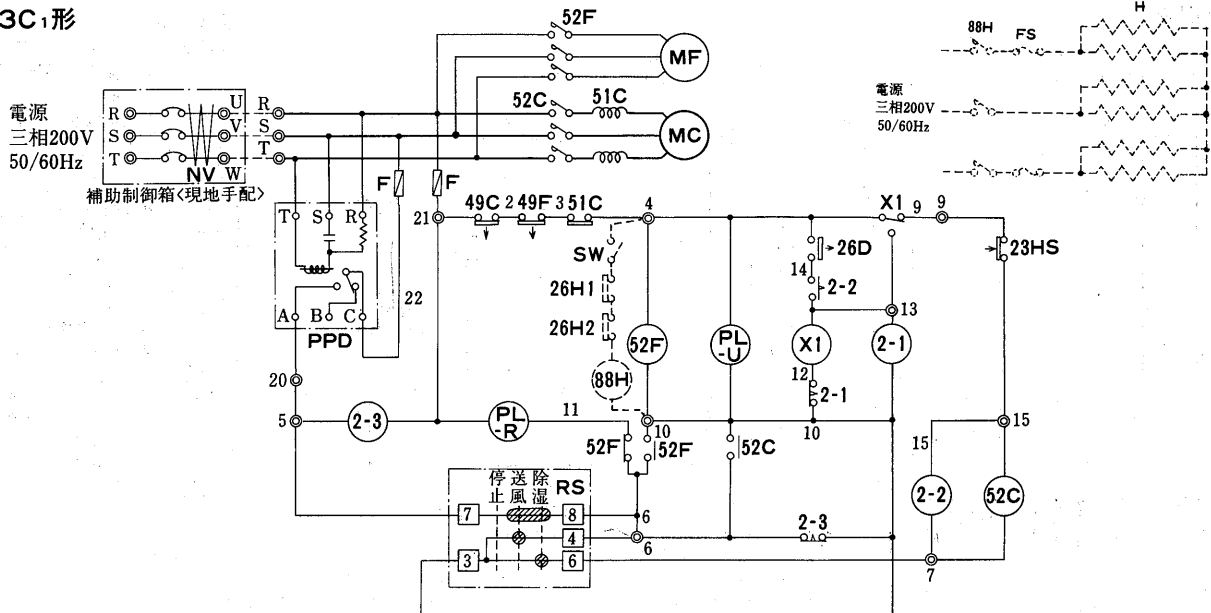 3C₁形
電源
三相200V
50/60Hz
R
S
T
NV
U
V
W
補助制御箱〈現地手配〉
R
S
T
52F
MF
52C
51C
MC
F
F
H
88H
FS
電源
三相200V
50/60Hz
T
S
R
A
B
C
PPD
22
21
49C
2
49F
3
51C
4
X1
9
9
SW
26H1
26H2
88H
52F
PL
-U
26D
14
2-2
X1
12
2-1
13
2-1
23HS
20
5
2-3
PL
-R
11
10
10
52F
52F
52C
15
15
2-2
52C
停止
送風
除湿
RS
7
8
4
3
6
6
6
2-3
7